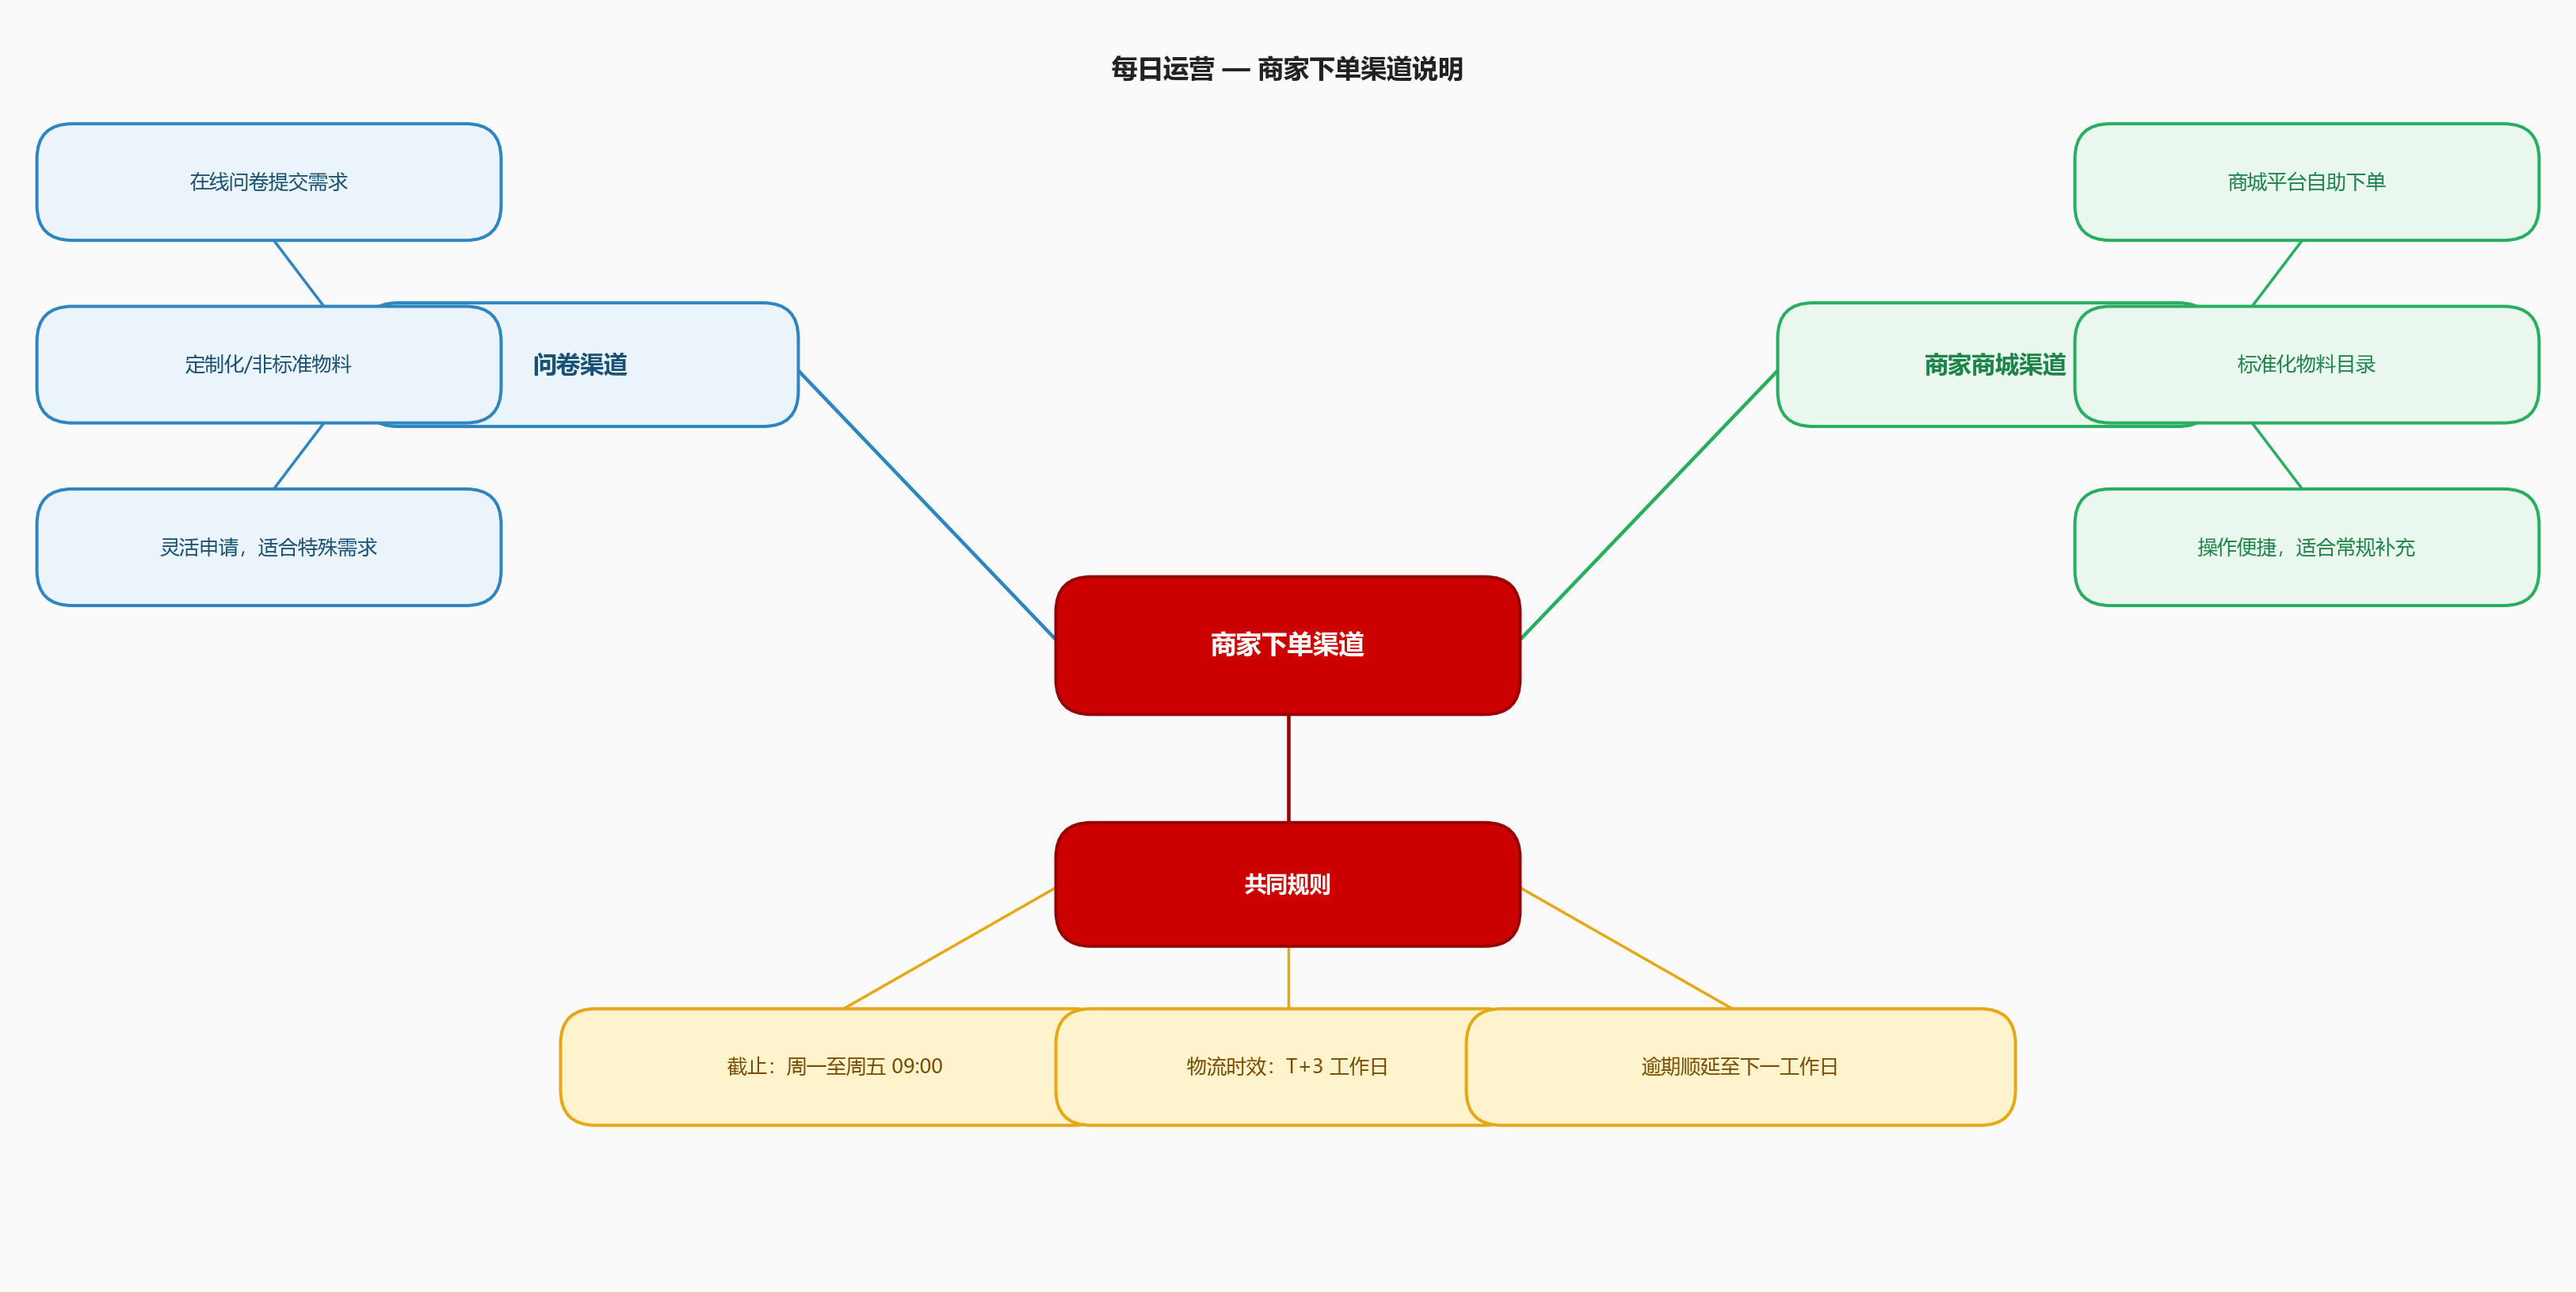 每日运营 — 商家下单渠道说明
在线问卷提交需求
定制化/非标准物料
灵活申请，适合特殊需求
问卷渠道
商城平台自助下单
商家商城渠道
标准化物料目录
操作便捷，适合常规补充
商家下单渠道
共同规则
截止：周一至周五 09:00
物流时效：T+3 工作日
逾期顺延至下一工作日